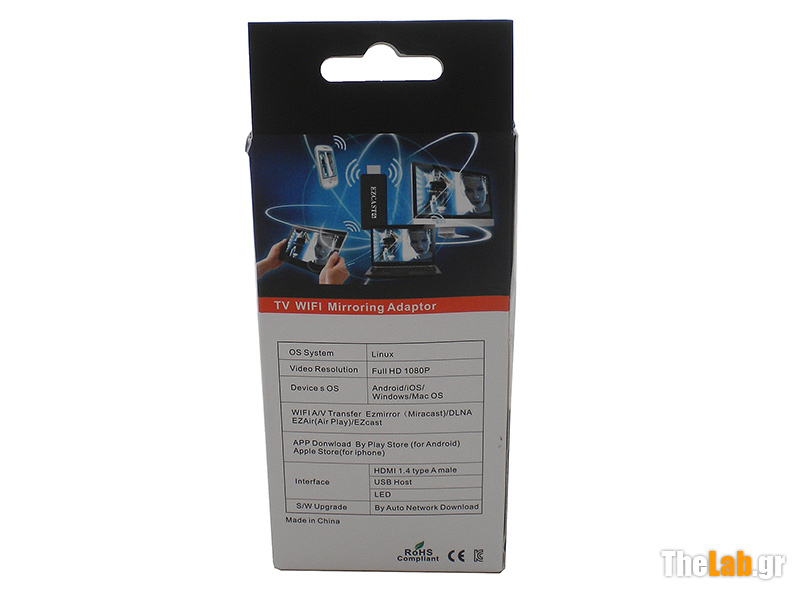 EZCAST
TV WIFI Mirroring Adaptor
OS System Linux
Video Resolution Full HD 1080P
Device s OS Android/iOS/
Windows/Mac OS
WIFI A/V Transfer Ezmirror (Miracast)/DLNA
EZAir(Air Play)/EZcast
APP Donwload By Play Store (for Android)
Apple Store(for iphone)
Interface HDMI 1.4 type A male
USB Host
LED
S/W Upgrade By Auto Network Download
Made in China
RoHS
Compliant CE
TheLab.gr